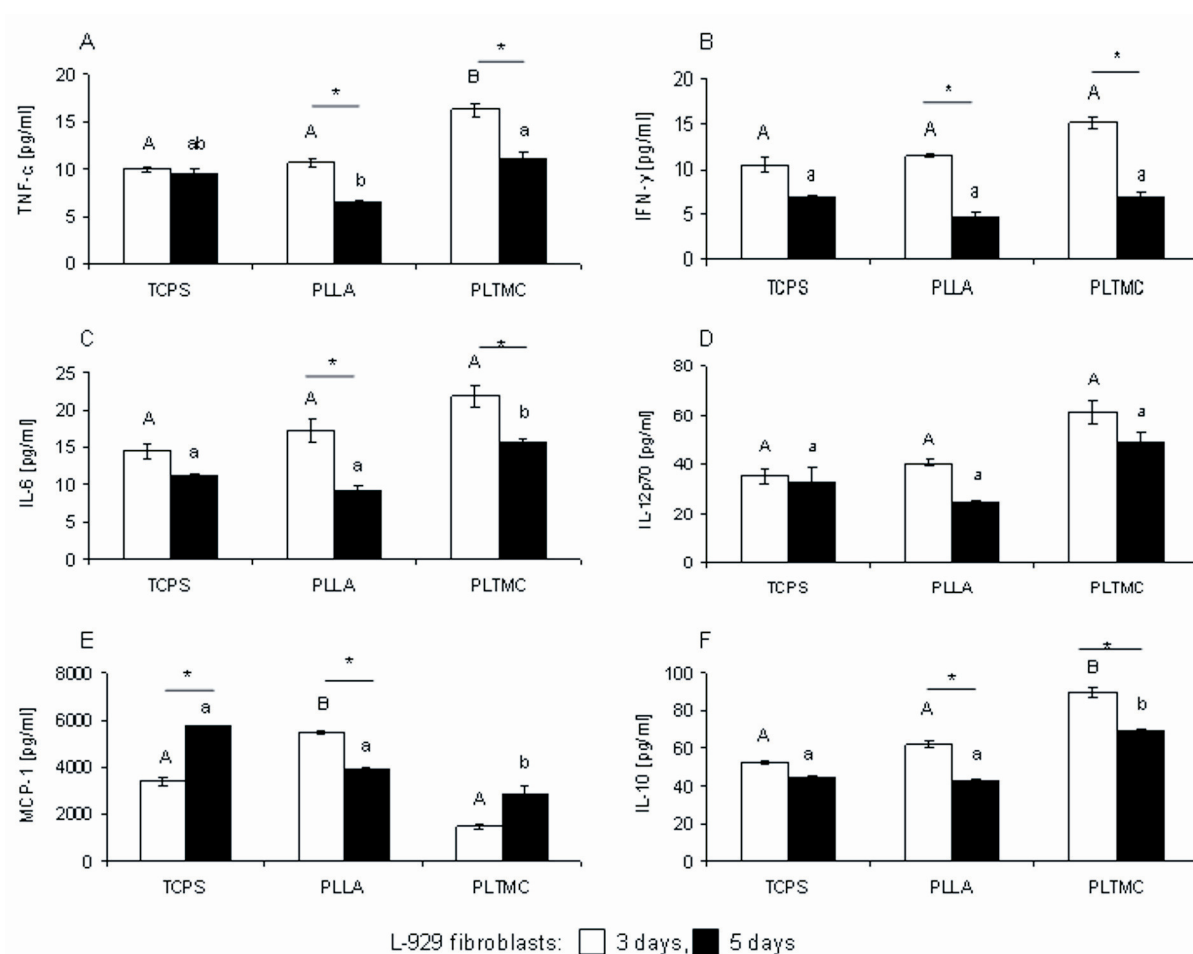 A
TNF-α [pg/ml]
20
15
10
5
0
A
ab
*
A
b
*
B
a
TCPS
PLLA
PLTMC
B
IFN-γ [pg/ml]
20
15
10
5
0
A
a
*
A
a
*
A
a
TCPS
PLLA
PLTMC
C
IL-6 [pg/ml]
25
20
15
10
5
0
A
a
*
A
a
*
A
b
TCPS
PLLA
PLTMC
D
IL-12p70 [pg/ml]
80
60
40
20
0
A
a
A
a
A
a
TCPS
PLLA
PLTMC
E
MCP-1 [pg/ml]
8000
6000
4000
2000
0
*
A
a
*
B
a
A
b
TCPS
PLLA
PLTMC
F
IL-10 [pg/ml]
100
80
60
40
20
0
A
a
*
A
a
*
B
b
TCPS
PLLA
PLTMC
L-929 fibroblasts: 3 days, 5 days